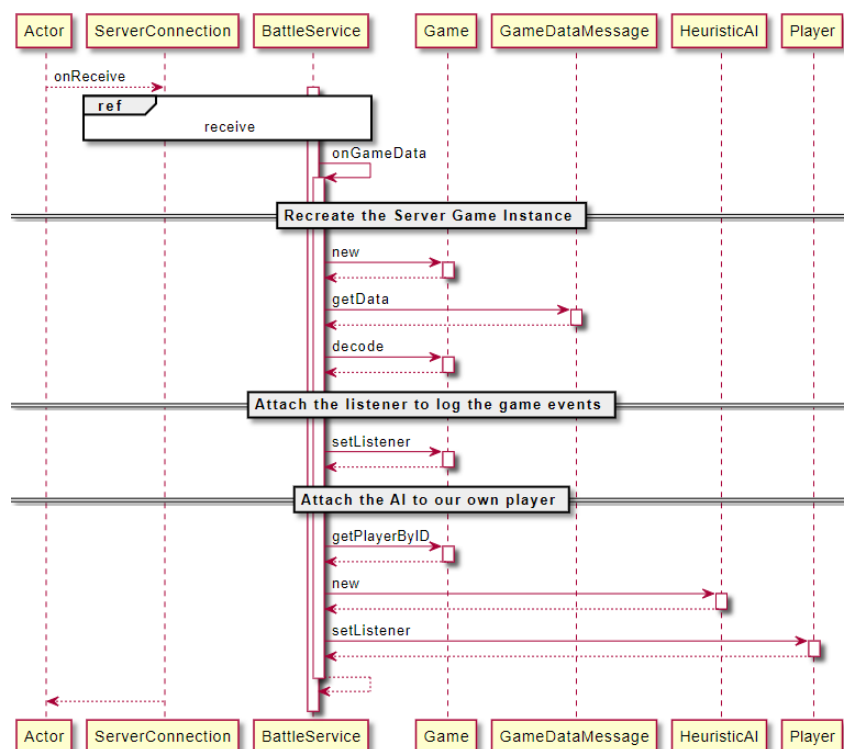 Actor ServerConnection BattleService Game GameDataMessage HeuristicAI Player
onReceive
ref
receive
onGameData
Recreate the Server Game Instance
new
getData
decode
Attach the listener to log the game events
setListener
Attach the AI to our own player
getPlayerByID
new
setListener
Actor ServerConnection BattleService Game GameDataMessage HeuristicAI Player